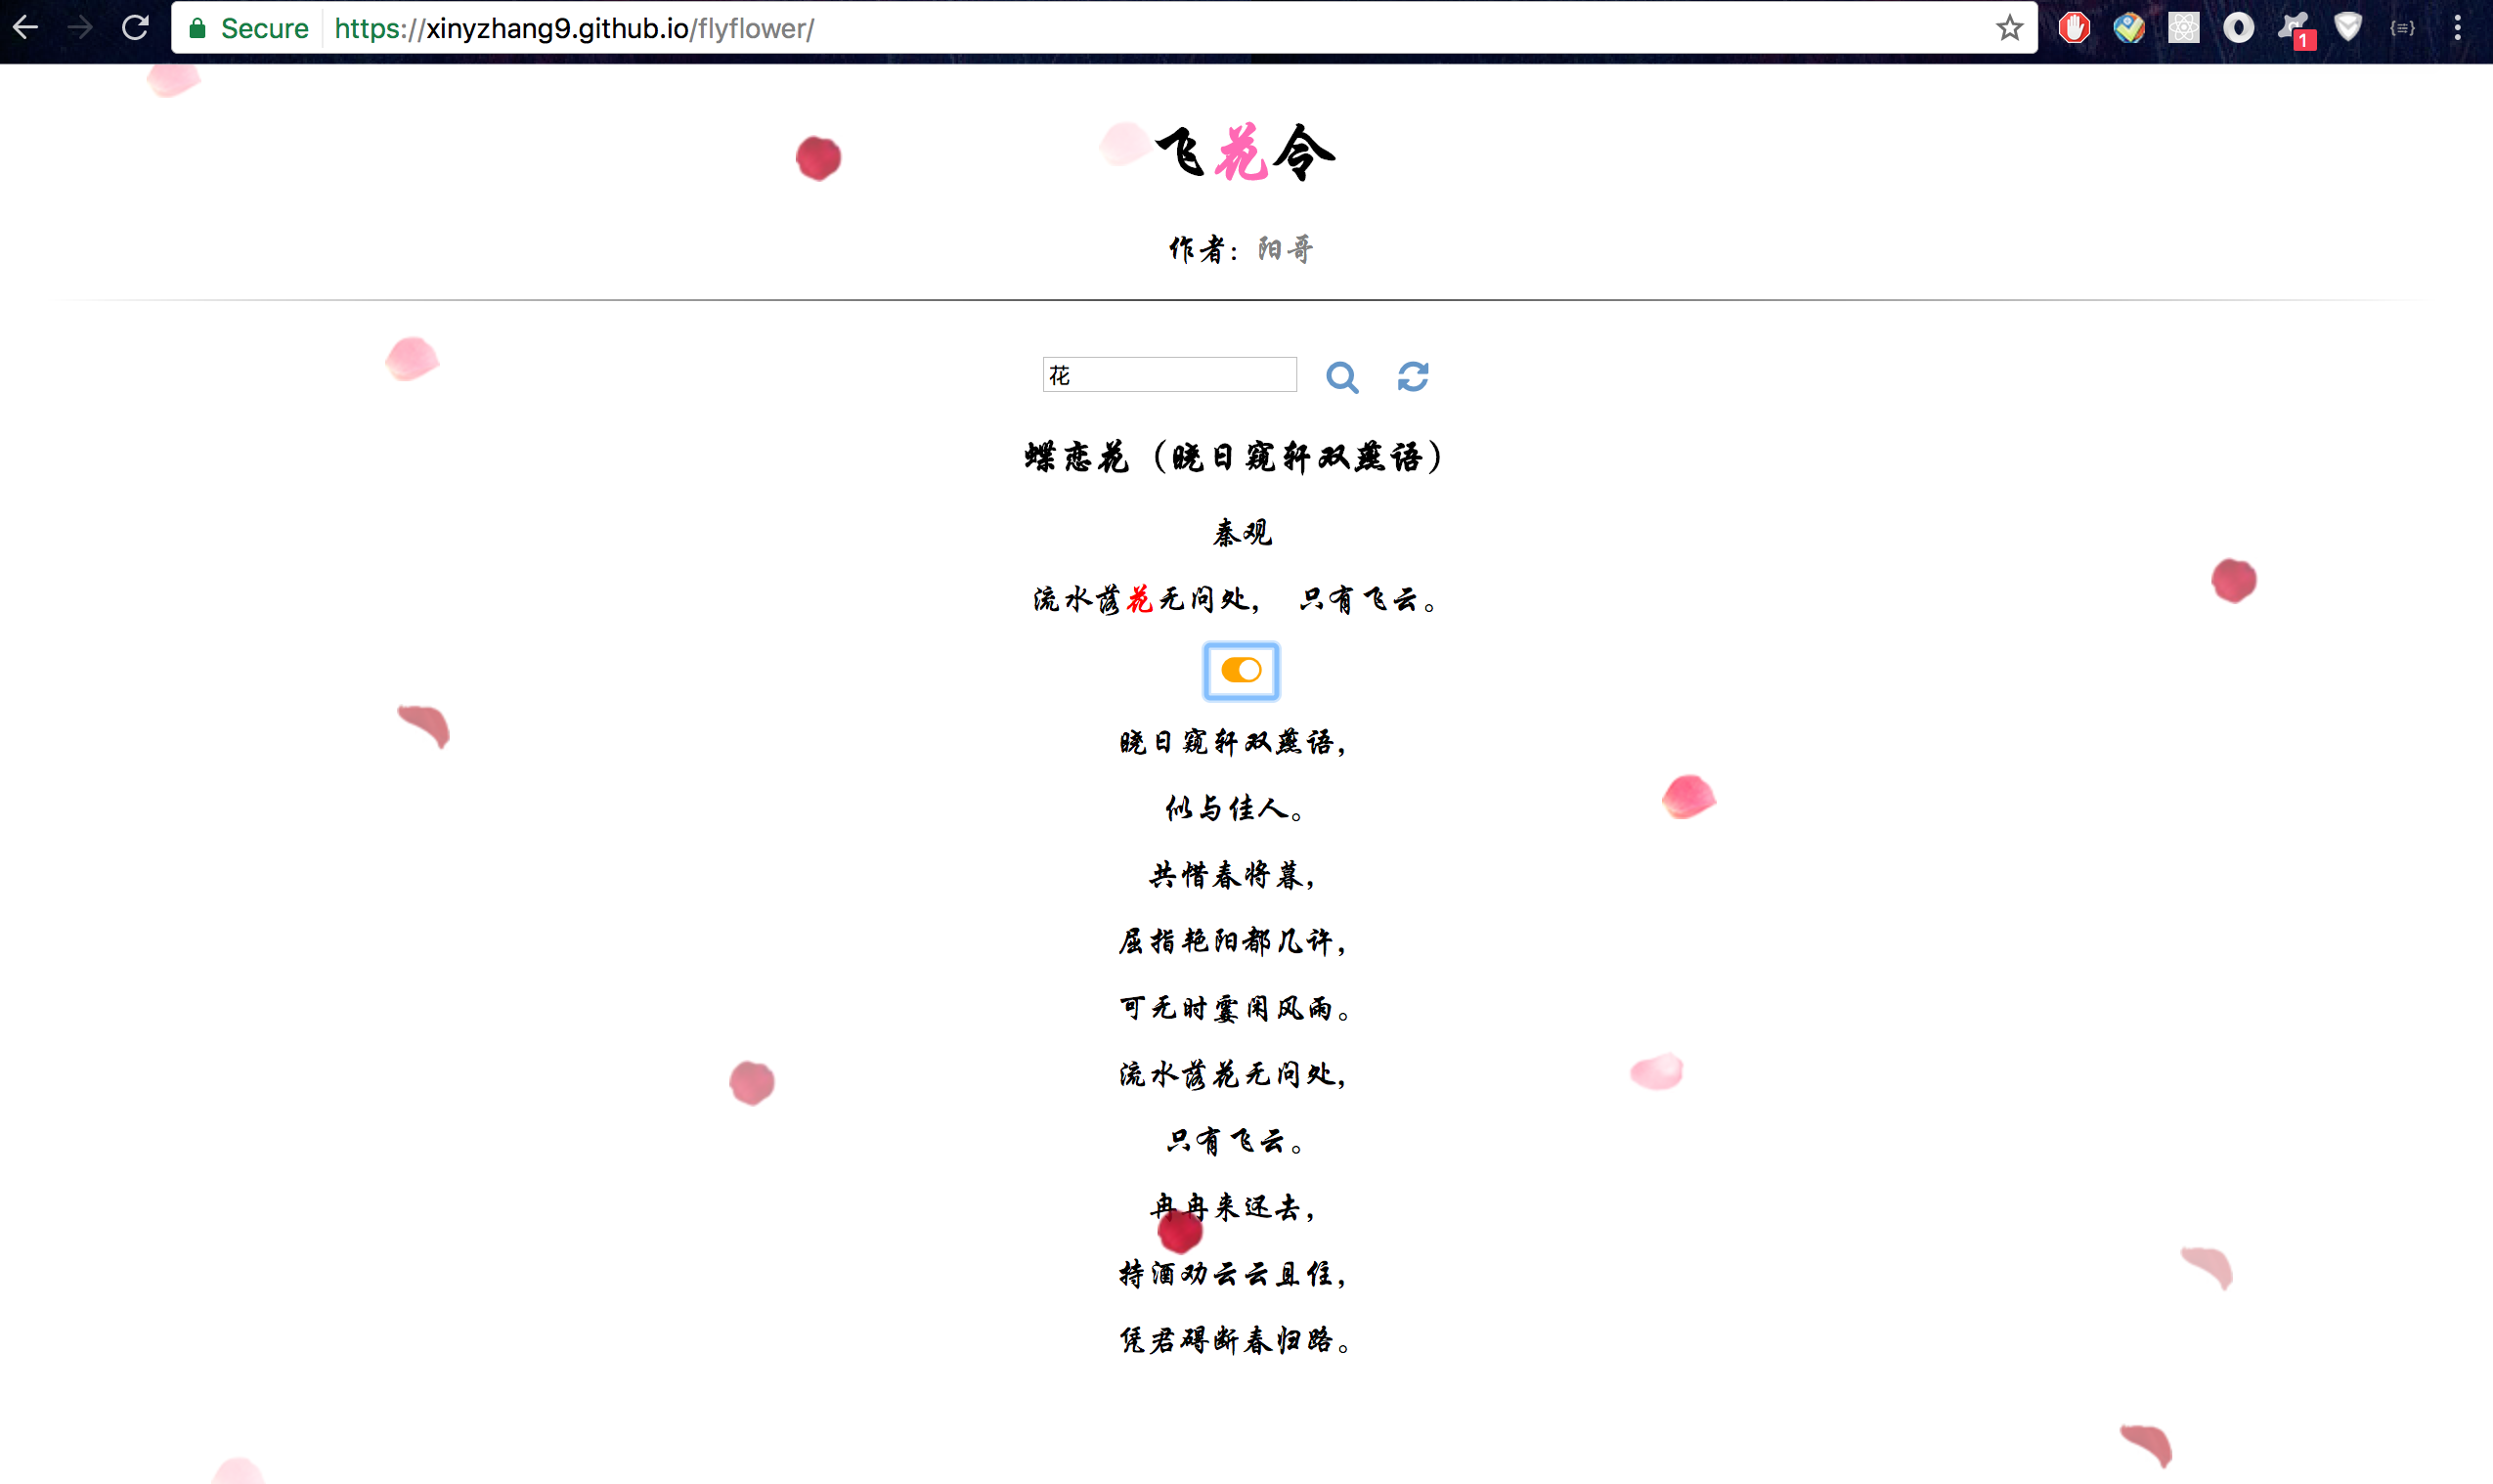 Secure https://xinyzhang9.github.io/flyflower/
1
飞花令
作者：阳哥
花
蝶恋花（晓日窥轩双燕语）
秦观
流水落花无问处， 只有飞云。
晓日窥轩双燕语，
似与佳人。
共惜春将暮，
屈指艳阳都几许，
可无时霎闲风雨。
流水落花无问处，
只有飞云。
冉冉来还去，
持酒劝云云且住，
凭君碍断春归路。